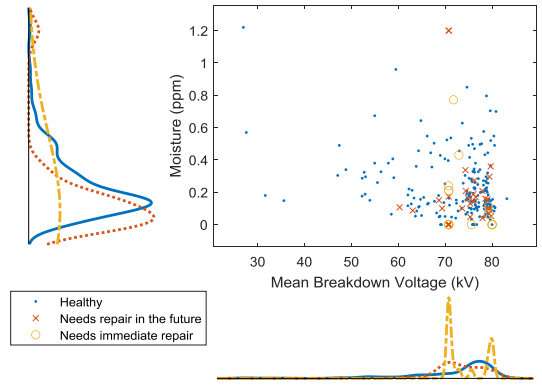 1.2
1
0.8
0.6
0.4
0.2
0
Moisture (ppm)
30 40 50 60 70 80
Mean Breakdown Voltage (kV)
Healthy
Needs repair in the future
Needs immediate repair